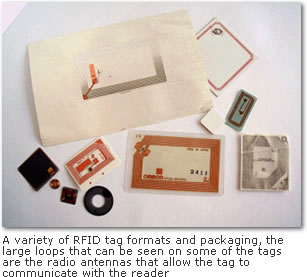 OMRON
2411
A variety of RFID tag formats and packaging, the
large loops that can be seen on some of the tags
are the radio antennas that allow the tag to
communicate with the reader